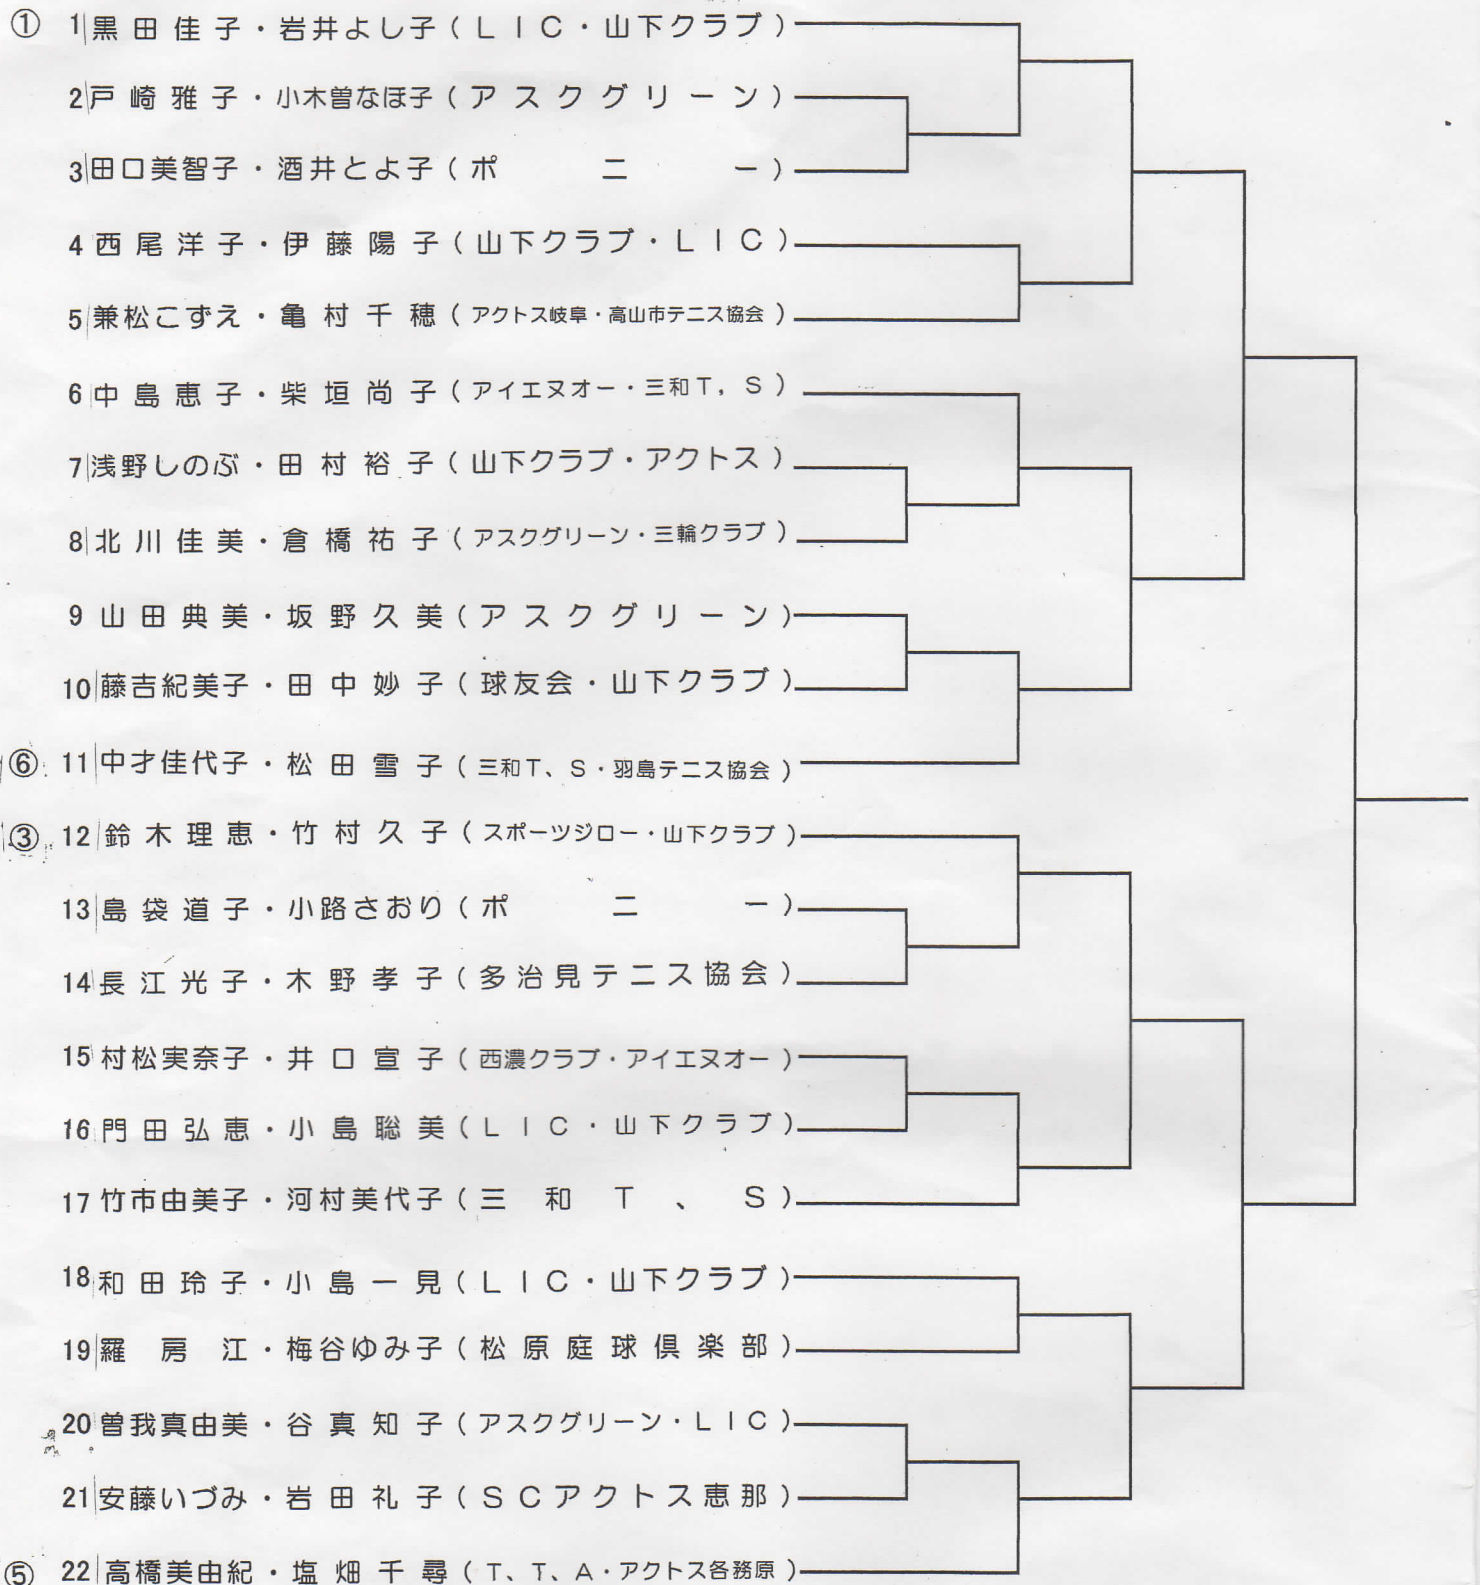 ① 1 黒田佳子・岩井よし子(LIC・山下クラブ)
2 戸崎雅子・小木曽なほ子(アスクグリーン)
3 田口美智子・酒井とよ子(ポニー)
4 西尾洋子・伊藤陽子(山下クラブ・LIC)
5 兼松こずえ・亀村千穂(アクトス岐阜・高山市テニス協会)
6 中島恵子・柴垣尚子(アイエヌオー・三和T,S)
7 浅野しのぶ・田村裕子(山下クラブ・アクトス)
8 北川佳美・倉橋祐子(アスクグリーン・三輪クラブ)
9 山田典美・坂野久美(アスクグリーン)
10 藤吉紀美子・田中妙子(球友会・山下クラブ)
⑥ 11 中才佳代子・松田雪子(三和T、S・羽島テニス協会)
③ 12 鈴木理恵・竹村久子(スポーツジロー・山下クラブ)
13 島袋道子・小路さおり(ポニー)
14 長江光子・木野孝子(多治見テニス協会)
15 村松実奈子・井口宣子(西濃クラブ・アイエヌオー)
16 門田弘恵・小島聡美(LIC・山下クラブ)
17 竹市由美子・河村美代子(三和T、S)
18 和田玲子・小島一見(LIC・山下クラブ)
19 羅房江・梅谷ゆみ子(松原庭球倶楽部)
20 曽我真由美・谷真知子(アスクグリーン・LIC)
21 安藤いづみ・岩田礼子(SCアクトス恵那)
⑤ 22 高橋美由紀・塩畑千尋(T、T、A・アクトス各務原)